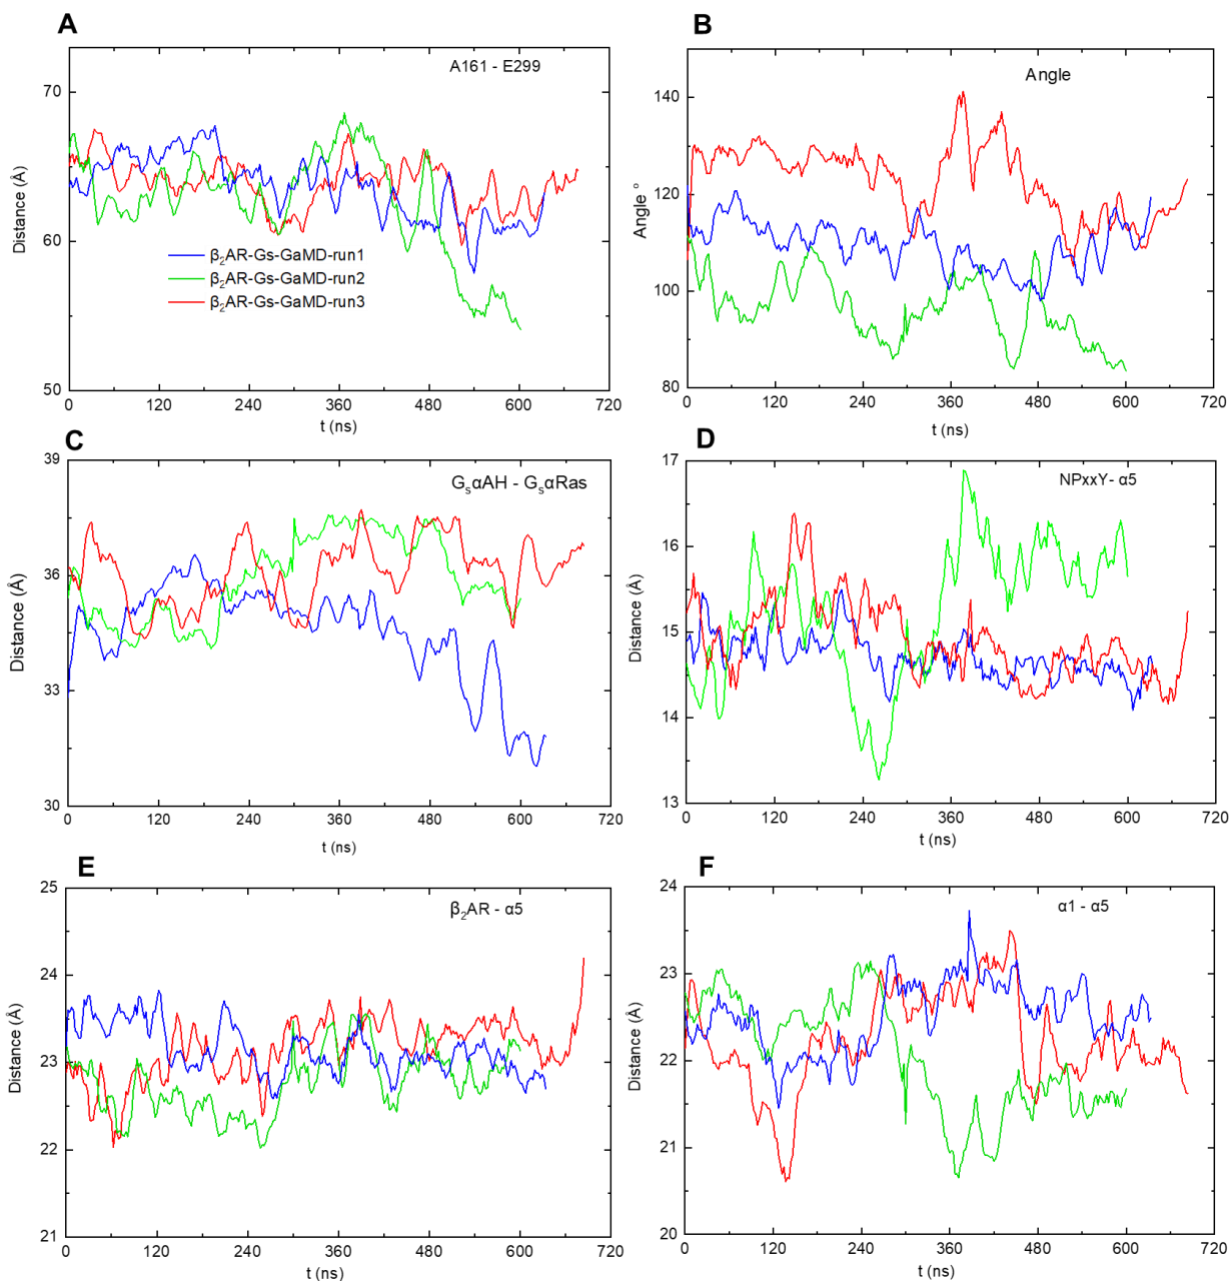 A
A161 - E299
Distance (Å)
70
60
50
β₂AR-Gs-GaMD-run1
β₂AR-Gs-GaMD-run2
β₂AR-Gs-GaMD-run3
0 120 240 360 480 600 720
t (ns)
B
Angle
Angle °
140
120
100
80
0 120 240 360 480 600 720
t (ns)
C
GₛαAH - GₛαRas
Distance (Å)
39
36
33
30
0 120 240 360 480 600 720
t (ns)
D
NPxxY- α5
Distance (Å)
17
16
15
14
13
0 120 240 360 480 600 720
t (ns)
E
β₂AR - α5
Distance (Å)
25
24
23
22
21
0 120 240 360 480 600 720
t (ns)
F
α1 - α5
Distance (Å)
24
23
22
21
20
0 120 240 360 480 600 720
t (ns)